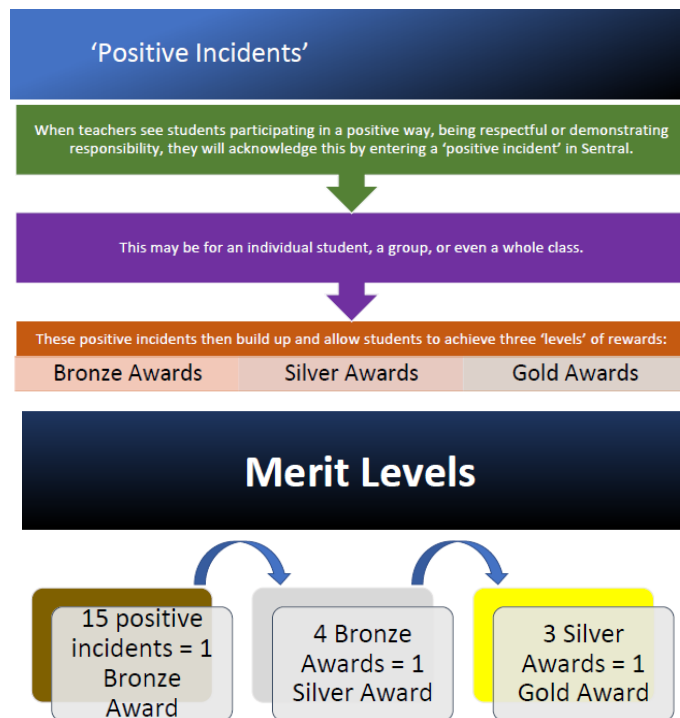 ‘Positive Incidents’
When teachers see students participating in a positive way, being respectful or demonstrating
responsibility, they will acknowledge this by entering a ‘positive incident’ in Sentral.
This may be for an individual student, a group, or even a whole class.
These positive incidents then build up and allow students to achieve three ‘levels’ of rewards:
Bronze Awards
Silver Awards
Gold Awards
Merit Levels
15 positive
incidents = 1
Bronze
Award
4 Bronze
Awards = 1
Silver Award
3 Silver
Awards = 1
Gold Award